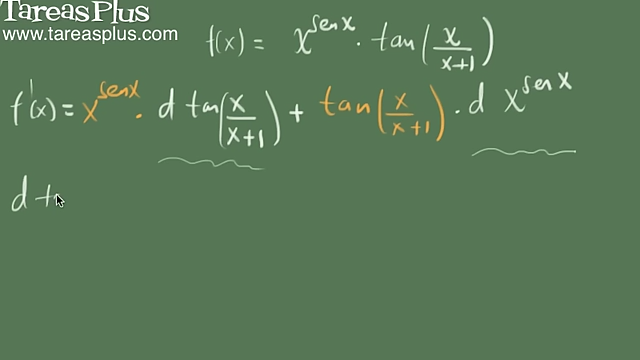 TareasPlus
www.tareasplus.com
f(x) = x^sen x · tan(x/(x+1))
f'(x) = x^sen x · d tan(x/(x+1)) + tan(x/(x+1)) · d x^sen x
d t